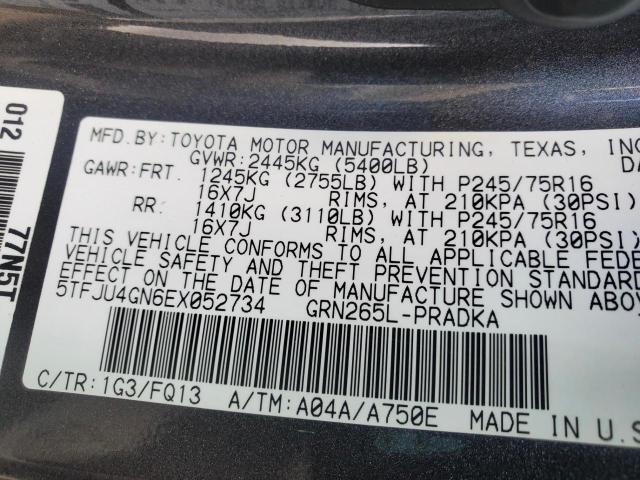 012
77N5T
MFD.BY:TOYOTA MOTOR MANUFACTURING, TEXAS, INC
GVWR:2445KG (5400LB) DA
GAWR:FRT. 1245KG (2755LB) WITH P245/75R16
16X7J RIMS, AT 210KPA (30PSI)
RR: 1410KG (3110LB) WITH P245/75R16
16X7J RIMS, AT 210KPA (30PSI)
THIS VEHICLE CONFORMS TO ALL APPLICABLE FEDE
VEHICLE SAFETY AND THEFT PREVENTION STANDARD
EFFECT ON THE DATE OF MANUFACTURE SHOWN ABO
5TFJU4GN6EX052734 GRN265L-PRADKA
C/TR:1G3/FQ13 A/TM:A04A/A750E MADE IN U.S